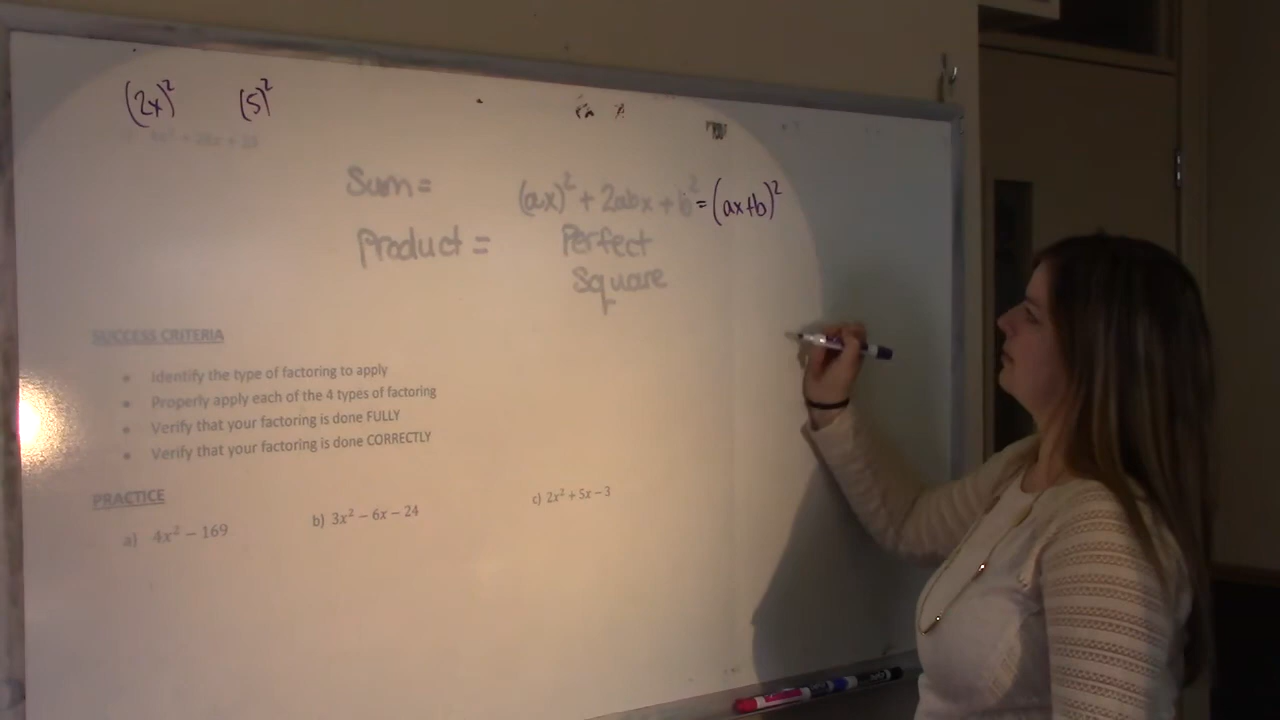 (2x)² (5)²
Sum =
(ax)² + 2abx + b² = (ax+b)²
Product =
Perfect
Square
SUCCESS CRITERIA
• Identify the type of factoring to apply
• Properly apply each of the 4 types of factoring
• Verify that your factoring is done FULLY
• Verify that your factoring is done CORRECTLY
PRACTICE
a) 4x² – 169
b) 3x² – 6x – 24
c) 2x² + 5x – 3